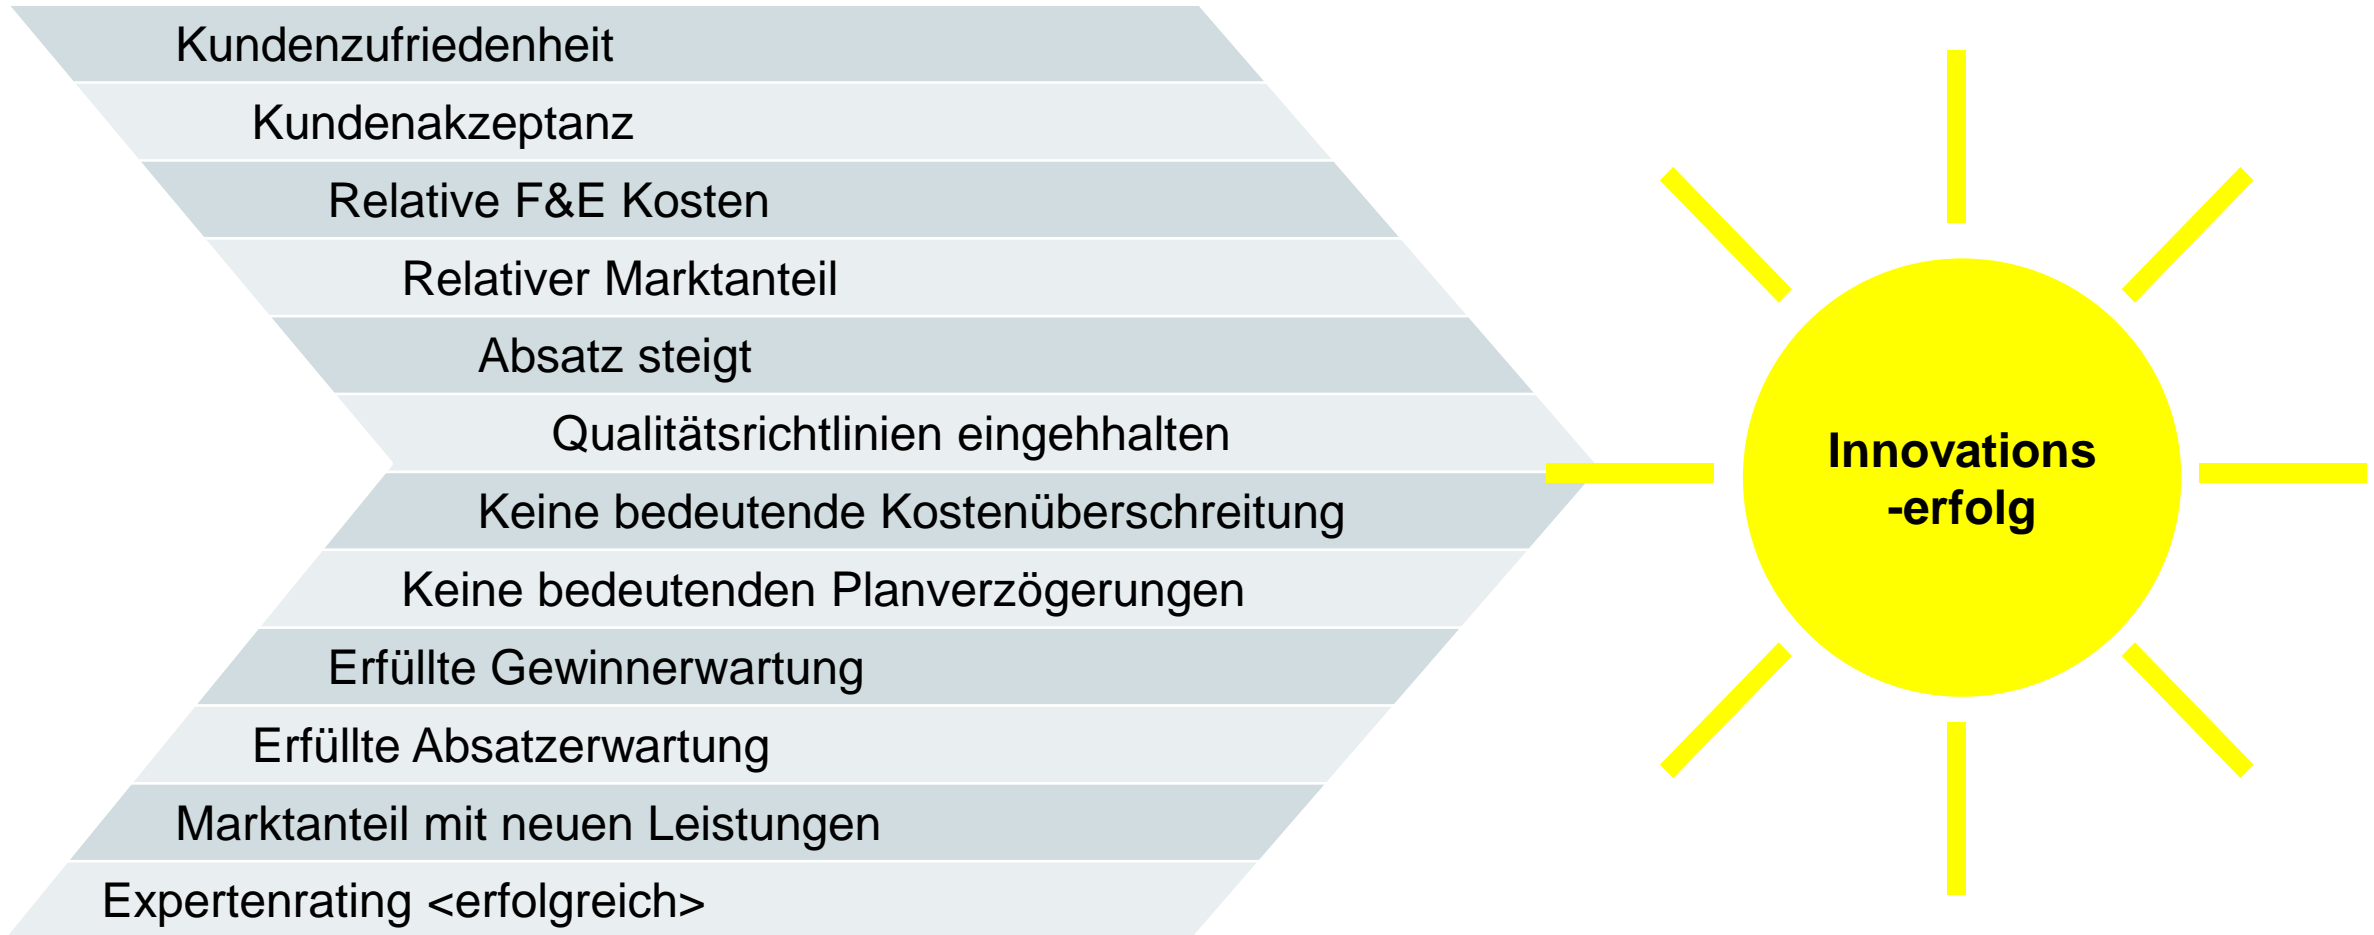 Kundenzufriedenheit
Kundenakzeptanz
Relative F&E Kosten
Relativer Marktanteil
Absatz steigt
Qualitätsrichtlinien eingehhalten
Keine bedeutende Kostenüberschreitung
Keine bedeutenden Planverzögerungen
Erfüllte Gewinnerwartung
Erfüllte Absatzerwartung
Marktanteil mit neuen Leistungen
Expertenrating <erfolgreich>
Innovations
-erfolg